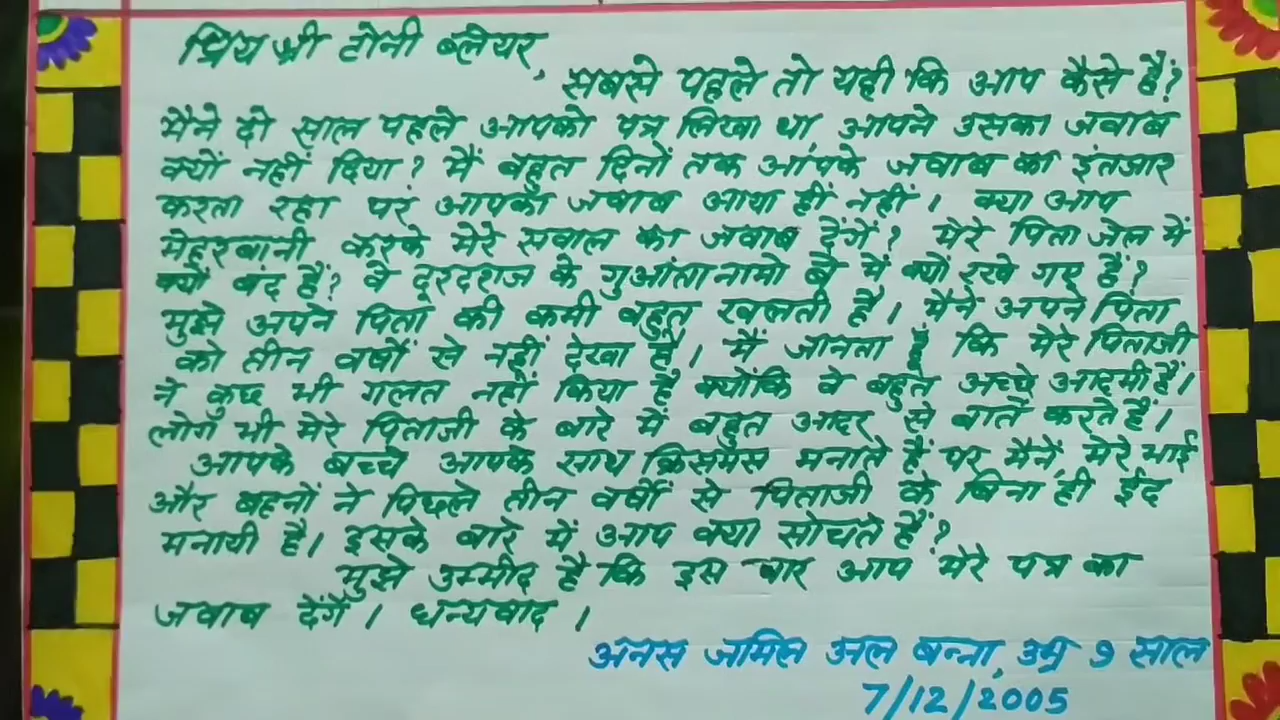 प्रिय श्री टोनी ब्लेयर,
सबसे पहले तो यही कि आप कैसे हैं?
मैने दो साल पहले आपको पत्र लिखा था, आपने उसका जवाब
क्यों नहीं दिया? मैं बहुत दिनों तक आपके जवाब का इंतजार
करता रहा पर आपका जवाब आया हीं नहीं। क्या आप
मेहरबानी करके मेरे सवाल का जवाब देंगें? मेरे पिता जेल में
क्यों बंद हैं? वे दूरदराज के गुआंतानामो बे में क्यों रखे गए हैं?
मुझे अपने पिता की कमी बहुत खलती है। मैने अपने पिता
को तीन वर्षों से नहीं देखा है। मैं जानता हूं कि मेरे पिताजी
ने कुछ भी गलत नहीं किया है क्योंकि वे बहुत अच्छे आदमी हैं।
लोग भी मेरे पिताजी के बारे में बहुत आदर से बातें करते हैं।
आपके बच्चे आपके साथ क्रिसमस मनाते हैं पर मैनें, मेरे भाई
और बहनों ने पिछले तीन वर्षो से पिताजी के बिना ही ईद
मनायी है। इसके बारे में आप क्या सोचते हैं?
मुझे उम्मीद है कि इस बार आप मेरे पत्र का
जवाब देंगें। धन्यवाद।
अनस जमिल अल बन्ना, उम्र 9 साल
7/12/2005